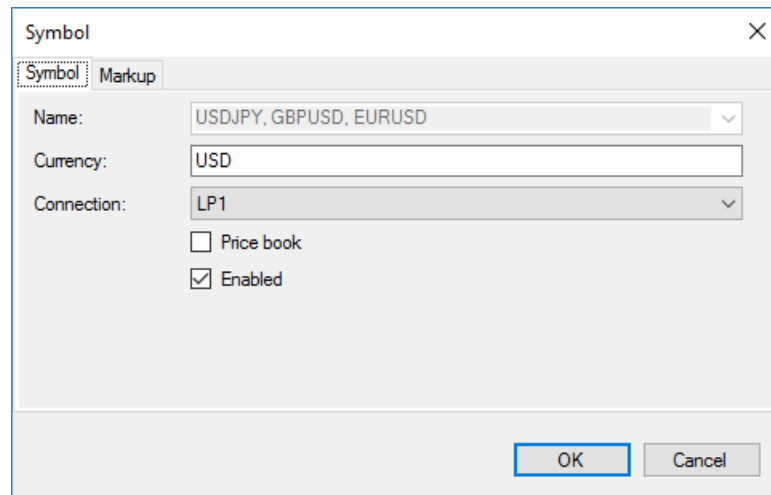 Symbol
Symbol Markup
Name: USDJPY, GBPUSD, EURUSD
Currency: USD
Connection: LP1
Price book
Enabled
OK Cancel